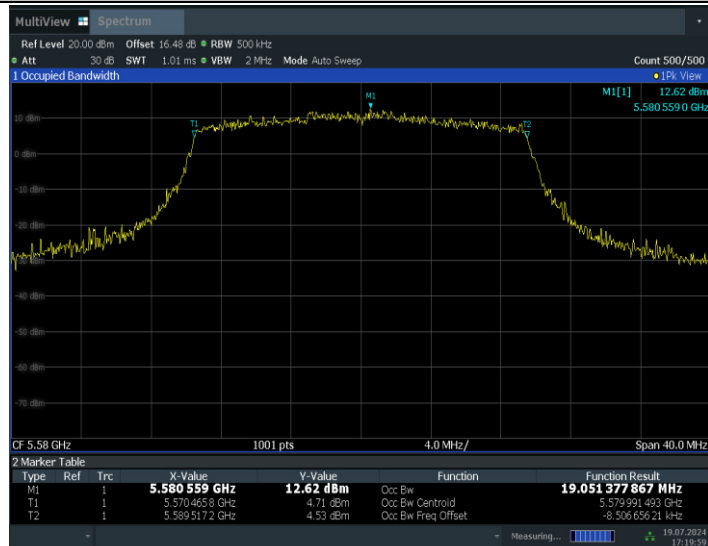 MultiView Spectrum
Ref Level 20.00 dBm Offset 16.48 dB RBW 500 kHz
Att 30 dB SWT 1.01 ms VBW 2 MHz Mode Auto Sweep Count 500/500
1 Occupied Bandwidth 1Pk View
M1[1] 12.62 dBm
5.580 559 0 GHz
M1
10 dBm
T1 T2
0 dBm
-10 dBm
-20 dBm
-30 dBm
-40 dBm
-50 dBm
-60 dBm
-70 dBm
CF 5.58 GHz 1001 pts 4.0 MHz/ Span 40.0 MHz
2 Marker Table
Type Ref Trc X-Value Y-Value Function Function Result
M1 1 5.580 559 GHz 12.62 dBm Occ Bw 19.051 377 867 MHz
T1 1 5.570 465 8 GHz 4.71 dBm Occ Bw Centroid 5.579 991 493 GHz
T2 1 5.589 517 2 GHz 4.53 dBm Occ Bw Freq Offset -8.506 656 21 kHz
Measuring... 19.07.2024
17:19:59